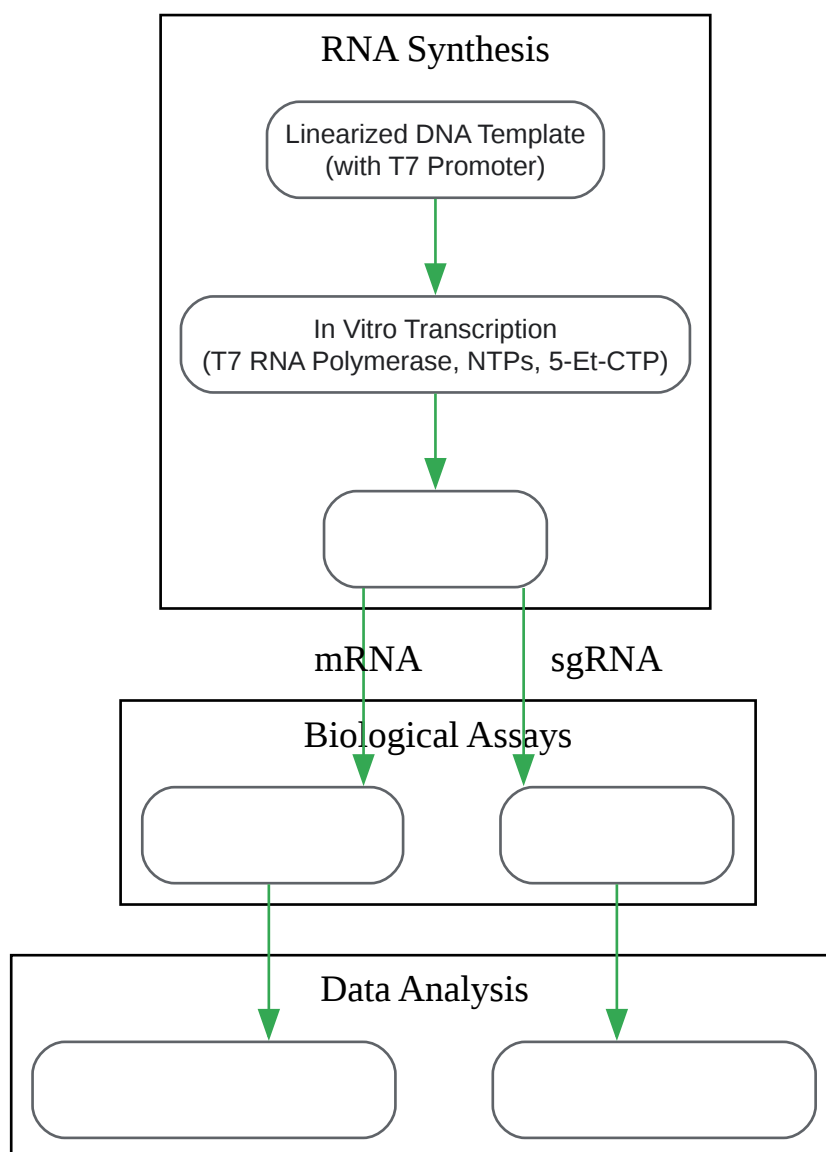 RNA Synthesis
Linearized DNA Template
(with T7 Promoter)
In Vitro Transcription
(T7 RNA Polymerase, NTPs, 5-Et-CTP)
mRNA
sgRNA
Biological Assays
Data Analysis